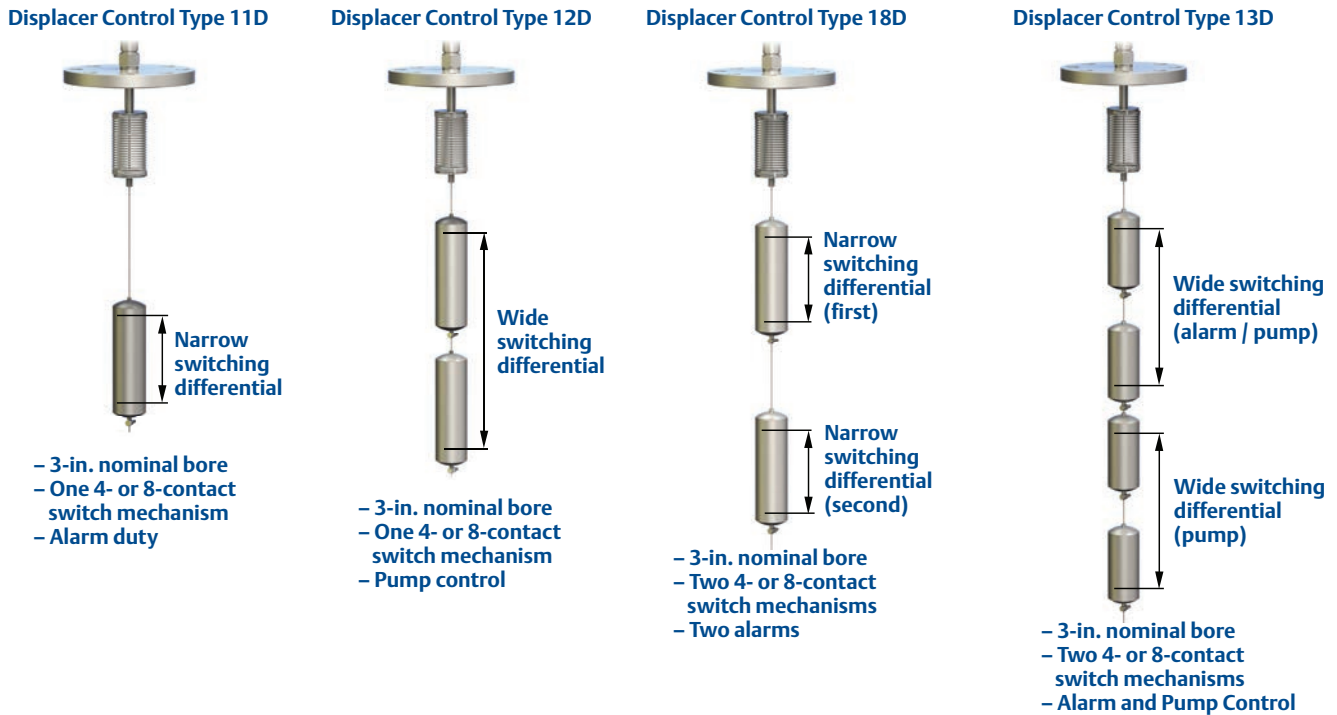 Displacer Control Type 11D
Narrow
switching
differential
– 3-in. nominal bore
– One 4- or 8-contact
switch mechanism
– Alarm duty
Displacer Control Type 12D
Wide
switching
differential
– 3-in. nominal bore
– One 4- or 8-contact
switch mechanism
– Pump control
Displacer Control Type 18D
Narrow
switching
differential
(first)
Narrow
switching
differential
(second)
– 3-in. nominal bore
– Two 4- or 8-contact
switch mechanisms
– Two alarms
Displacer Control Type 13D
Wide switching
differential
(alarm / pump)
Wide switching
differential
(pump)
– 3-in. nominal bore
– Two 4- or 8-contact
switch mechanisms
– Alarm and Pump Control